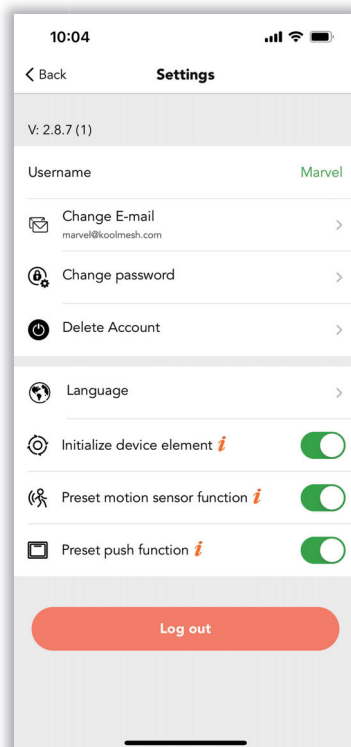 10:04
Back Settings
V: 2.8.7 (1)
Username Marvel
Change E-mail
marvel@koolmesh.com
Change password
Delete Account
Language
Initialize device element i
Preset motion sensor function i
Preset push function i
Log out